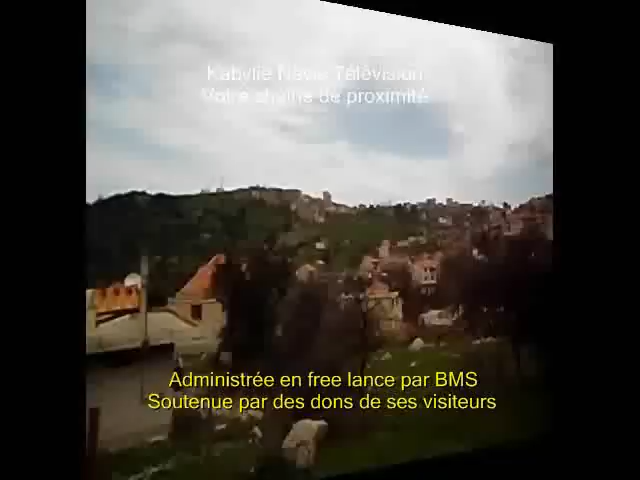 Kabylie News Télévision
Votre chaîne de proximité
Administrée en free lance par BMS
Soutenue par des dons de ses visiteurs